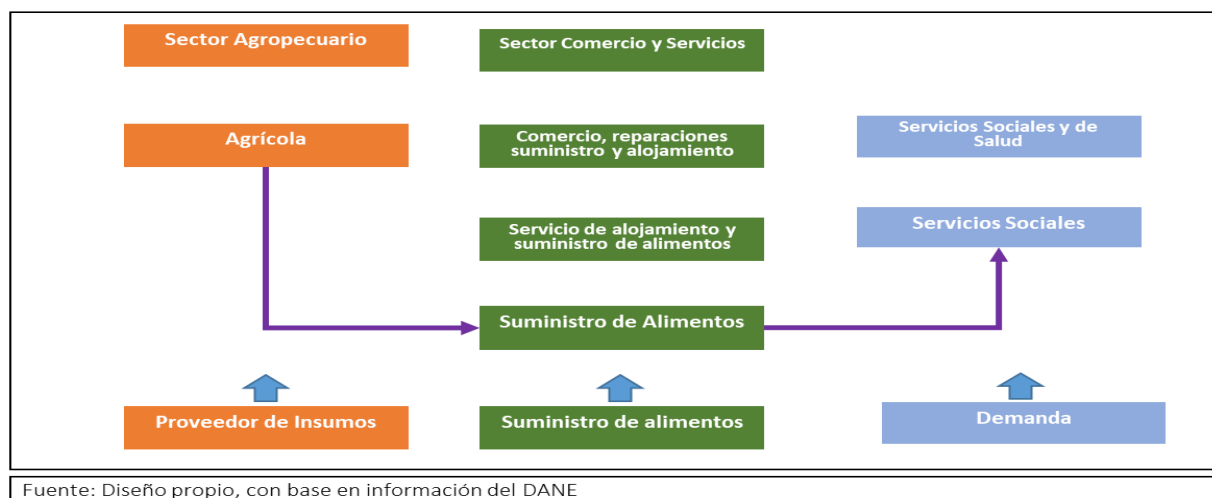 Sector Agropecuario
Sector Comercio y Servicios
Agrícola
Comercio, reparaciones
suministro y alojamiento
Servicios Sociales y de
Salud
Servicio de alojamiento y
suministro de alimentos
Servicios Sociales
Suministro de Alimentos
Proveedor de Insumos
Suministro de alimentos
Demanda
Fuente: Diseño propio, con base en información del DANE